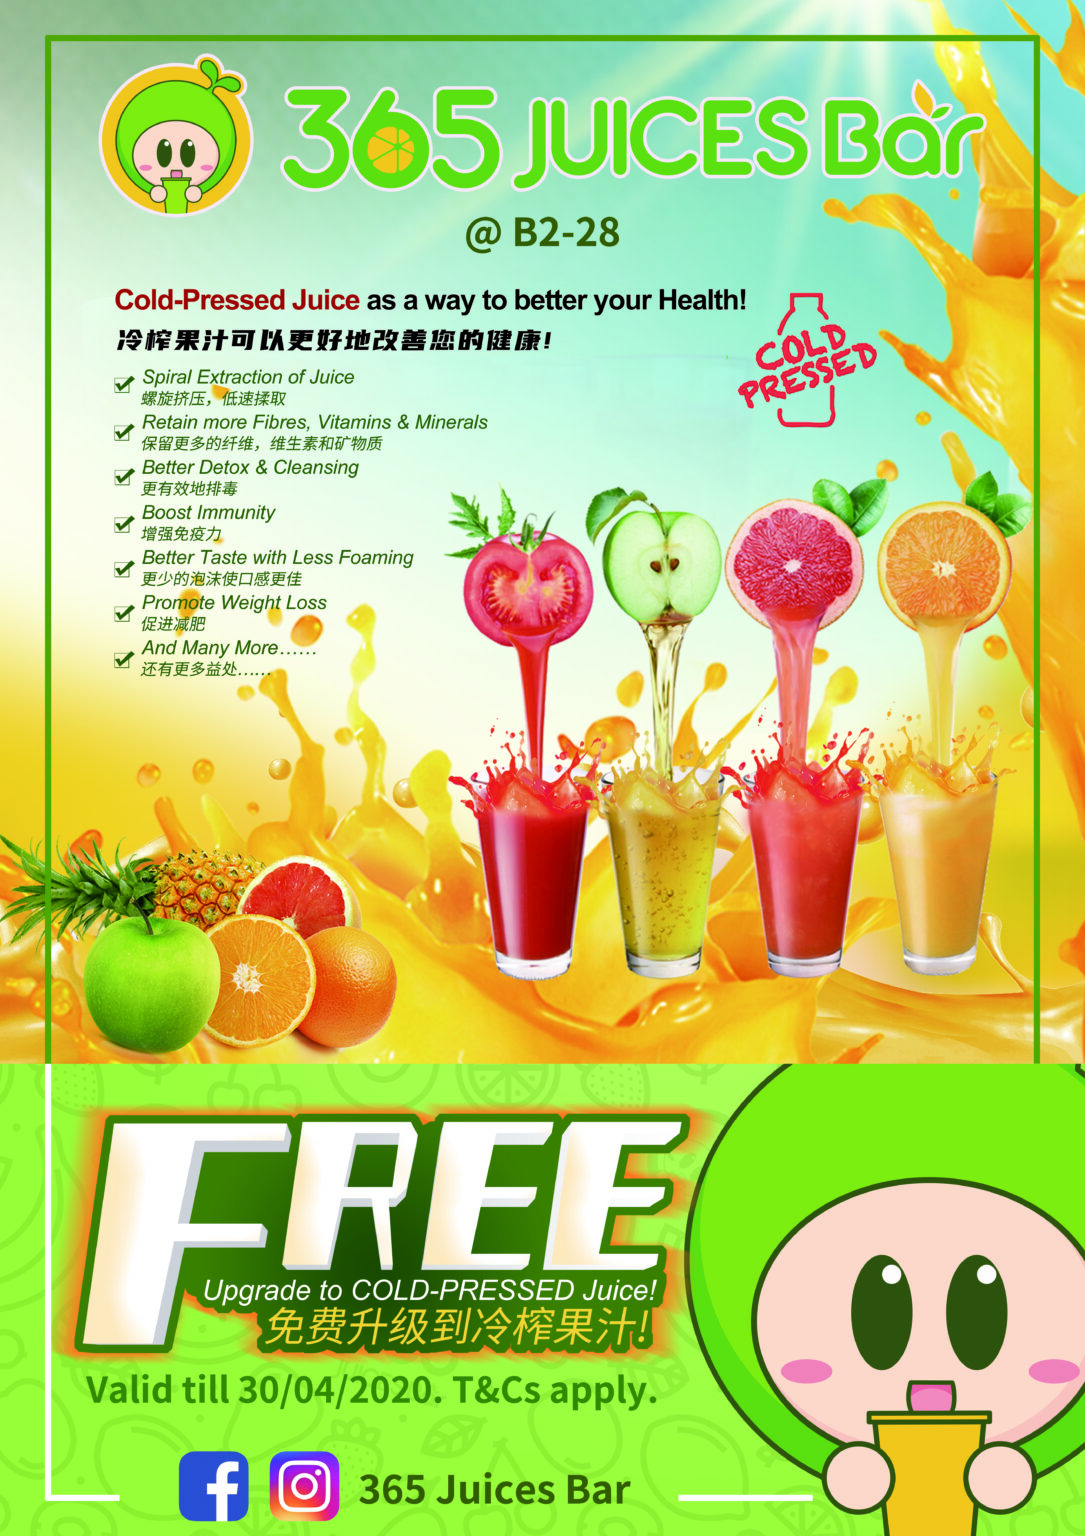 365 JUICES Bar
@ B2-28
Cold-Pressed Juice as a way to better your Health!
冷榨果汁可以更好地改善您的健康!
COLD
PRESSED
Spiral Extraction of Juice
螺旋挤压，低速揉取
Retain more Fibres, Vitamins & Minerals
保留更多的纤维，维生素和矿物质
Better Detox & Cleansing
更有效地排毒
Boost Immunity
增强免疫力
Better Taste with Less Foaming
更少的泡沫使口感更佳
Promote Weight Loss
促进减肥
And Many More……
还有更多益处……
FREE
Upgrade to COLD-PRESSED Juice!
免费升级到冷榨果汁!
Valid till 30/04/2020. T&Cs apply.
365 Juices Bar